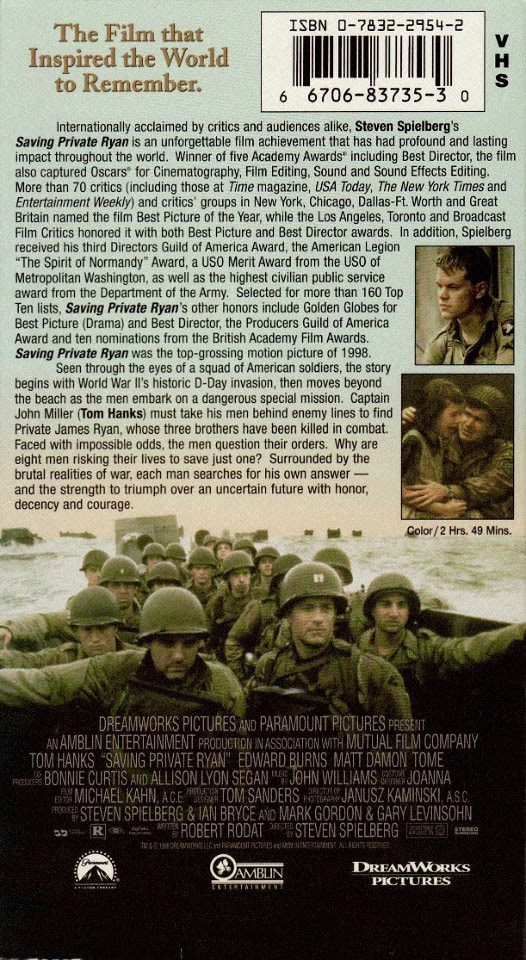 The Film that
Inspired the World
to Remember.
ISBN 0-7832-2954-2
6 6706-83735-3 0
VHS
Internationally acclaimed by critics and audiences alike, Steven Spielberg's
Saving Private Ryan is an unforgettable film achievement that has had profound and lasting
impact throughout the world. Winner of five Academy Awards® including Best Director, the film
also captured Oscars® for Cinematography, Film Editing, Sound and Sound Effects Editing.
More than 70 critics (including those at Time magazine, USA Today, The New York Times and
Entertainment Weekly) and critics' groups in New York, Chicago, Dallas-Ft. Worth and Great
Britain named the film Best Picture of the Year, while the Los Angeles, Toronto and Broadcast
Film Critics honored it with both Best Picture and Best Director awards. In addition, Spielberg
received his third Directors Guild of America Award, the American Legion
"The Spirit of Normandy" Award, a USO Merit Award from the USO of
Metropolitan Washington, as well as the highest civilian public service
award from the Department of the Army. Selected for more than 160 Top
Ten lists, Saving Private Ryan's other honors include Golden Globes for
Best Picture (Drama) and Best Director, the Producers Guild of America
Award and ten nominations from the British Academy Film Awards.
Saving Private Ryan was the top-grossing motion picture of 1998.
Seen through the eyes of a squad of American soldiers, the story
begins with World War II's historic D-Day invasion, then moves beyond
the beach as the men embark on a dangerous special mission. Captain
John Miller (Tom Hanks) must take his men behind enemy lines to find
Private James Ryan, whose three brothers have been killed in combat.
Faced with impossible odds, the men question their orders. Why are
eight men risking their lives to save just one? Surrounded by the
brutal realities of war, each man searches for his own answer —
and the strength to triumph over an uncertain future with honor,
decency and courage.
Color/2 Hrs. 49 Mins.
DREAMWORKS PICTURES AND PARAMOUNT PICTURES PRESENT
AN AMBLIN ENTERTAINMENT PRODUCTION IN ASSOCIATION WITH MUTUAL FILM COMPANY
TOM HANKS "SAVING PRIVATE RYAN" EDWARD BURNS MATT DAMON TOM E
CO-PRODUCERS BONNIE CURTIS AND ALLISON LYON SEGAN MUSIC BY JOHN WILLIAMS COSTUME DESIGNER JOANNA
FILM EDITOR MICHAEL KAHN, A.C.E. PRODUCTION DESIGNER TOM SANDERS DIRECTOR OF PHOTOGRAPHY JANUSZ KAMINSKI, A.S.C.
PRODUCED BY STEVEN SPIELBERG & IAN BRYCE AND MARK GORDON & GARY LEVINSOHN
WRITTEN BY ROBERT RODAT DIRECTED BY STEVEN SPIELBERG
R
STEREO
TM & © 1998 DREAMWORKS LLC and PARAMOUNT PICTURES and AMBLIN ENTERTAINMENT. ALL RIGHTS RESERVED.
Paramount
AMBLIN
ENTERTAINMENT
DREAMWORKS
PICTURES